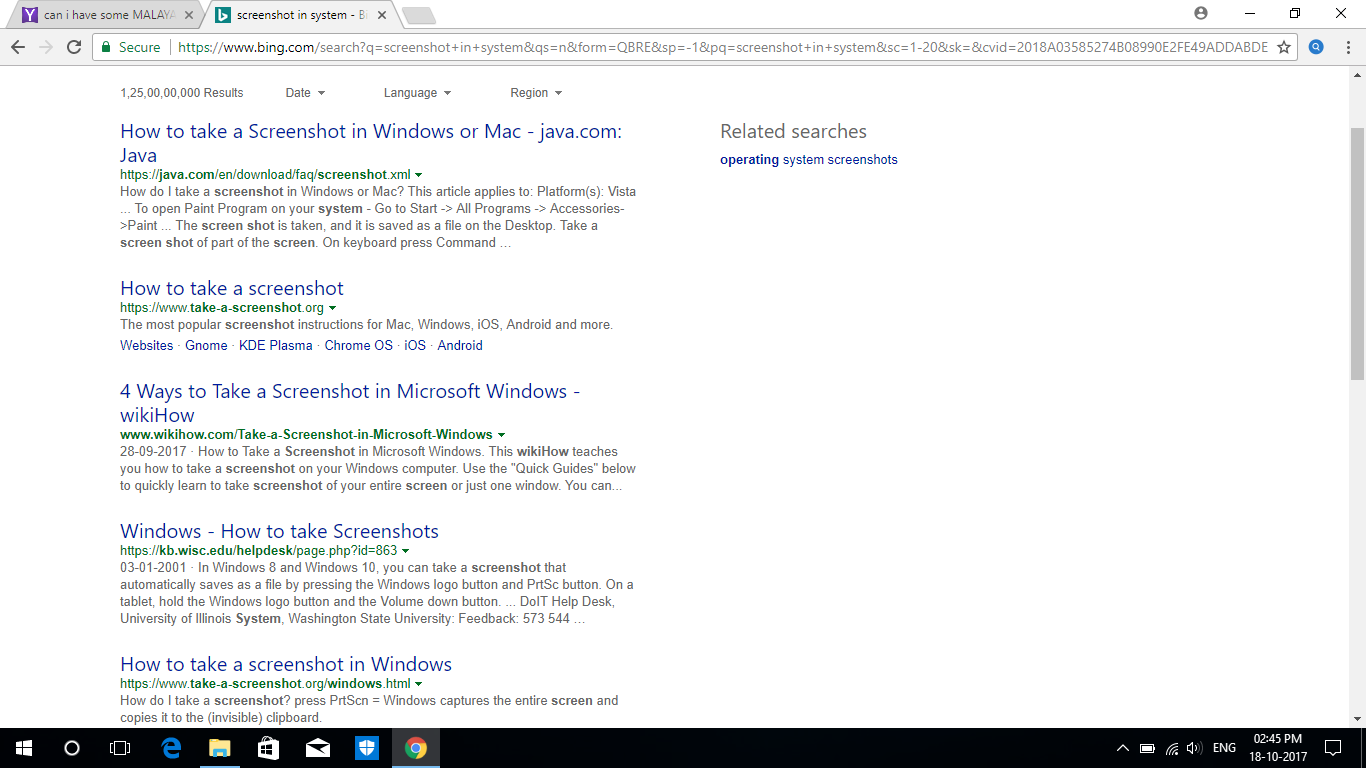 can i have some MALAYA
screenshot in system - Bi
Secure
https://www.bing.com/search?q=screenshot+in+system&qs=n&form=QBRE&sp=-1&pq=screenshot+in+system&sc=1-20&sk=&cvid=2018A03585274B08990E2FE49ADDABDE
1,25,00,00,000 Results Date Language Region
How to take a Screenshot in Windows or Mac - java.com:
Java
https://java.com/en/download/faq/screenshot.xml
How do I take a screenshot in Windows or Mac? This article applies to: Platform(s): Vista
... To open Paint Program on your system - Go to Start -> All Programs -> Accessories-
>Paint ... The screen shot is taken, and it is saved as a file on the Desktop. Take a
screen shot of part of the screen. On keyboard press Command ...
How to take a screenshot
https://www.take-a-screenshot.org
The most popular screenshot instructions for Mac, Windows, iOS, Android and more.
Websites · Gnome · KDE Plasma · Chrome OS · iOS · Android
4 Ways to Take a Screenshot in Microsoft Windows -
wikiHow
www.wikihow.com/Take-a-Screenshot-in-Microsoft-Windows
28-09-2017 · How to Take a Screenshot in Microsoft Windows. This wikiHow teaches
you how to take a screenshot on your Windows computer. Use the "Quick Guides" below
to quickly learn to take screenshot of your entire screen or just one window. You can...
Windows - How to take Screenshots
https://kb.wisc.edu/helpdesk/page.php?id=863
03-01-2001 · In Windows 8 and Windows 10, you can take a screenshot that
automatically saves as a file by pressing the Windows logo button and PrtSc button. On a
tablet, hold the Windows logo button and the Volume down button. ... DoIT Help Desk,
University of Illinois System, Washington State University: Feedback: 573 544 ...
How to take a screenshot in Windows
https://www.take-a-screenshot.org/windows.html
How do I take a screenshot? press PrtScn = Windows captures the entire screen and
copies it to the (invisible) clipboard.
Related searches
operating system screenshots
ENG
02:45 PM
18-10-2017